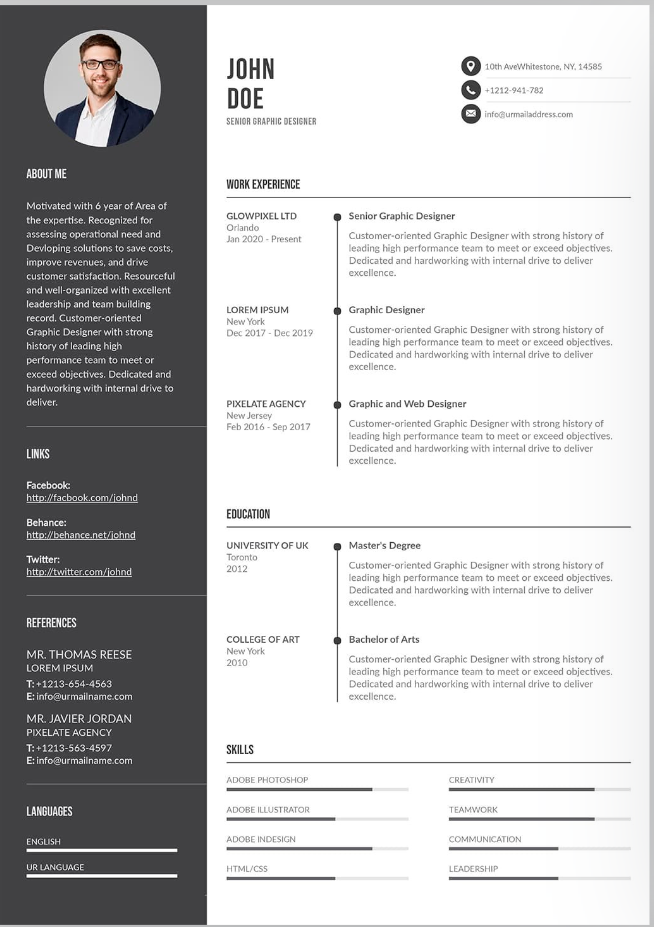 JOHN
DOE
SENIOR GRAPHIC DESIGNER
10th AveWhitestone, NY, 14585
+1212-941-782
info@urmailaddress.com
ABOUT ME
Motivated with 6 year of Area of
the expertise. Recognized for
assessing operational need and
Devloping solutions to save costs,
improve revenues, and drive
customer satisfaction. Resourceful
and well-organized with excellent
leadership and team building
record. Customer-oriented
Graphic Designer with strong
history of leading high
performance team to meet or
exceed objectives. Dedicated and
hardworking with internal drive to
deliver.
LINKS
Facebook:
http://facbook.com/johnd
Behance:
http://behance.net/johnd
Twitter:
http://twitter.com/johnd
REFERENCES
MR. THOMAS REESE
LOREM IPSUM
T:+1213-654-4563
E:info@urmailname.com
MR. JAVIER JORDAN
PIXELATE AGENCY
T:+1213-563-4597
E:info@urmailname.com
LANGUAGES
ENGLISH
UR LANGUAGE
WORK EXPERIENCE
GLOWPIXEL LTD
Orlando
Jan 2020 - Present
Senior Graphic Designer
Customer-oriented Graphic Designer with strong history of
leading high performance team to meet or exceed objectives.
Dedicated and hardworking with internal drive to deliver
excellence.
LOREM IPSUM
New York
Dec 2017 - Dec 2019
Graphic Designer
Customer-oriented Graphic Designer with strong history of
leading high performance team to meet or exceed objectives.
Dedicated and hardworking with internal drive to deliver
excellence.
PIXELATE AGENCY
New Jersey
Feb 2016 - Sep 2017
Graphic and Web Designer
Customer-oriented Graphic Designer with strong history of
leading high performance team to meet or exceed objectives.
Dedicated and hardworking with internal drive to deliver
excellence.
EDUCATION
UNIVERSITY OF UK
Toronto
2012
Master's Degree
Customer-oriented Graphic Designer with strong history of
leading high performance team to meet or exceed objectives.
Dedicated and hardworking with internal drive to deliver
excellence.
COLLEGE OF ART
New York
2010
Bachelor of Arts
Customer-oriented Graphic Designer with strong history of
leading high performance team to meet or exceed objectives.
Dedicated and hardworking with internal drive to deliver
excellence.
SKILLS
ADOBE PHOTOSHOP
ADOBE ILLUSTRATOR
ADOBE INDESIGN
HTML/CSS
CREATIVITY
TEAMWORK
COMMUNICATION
LEADERSHIP